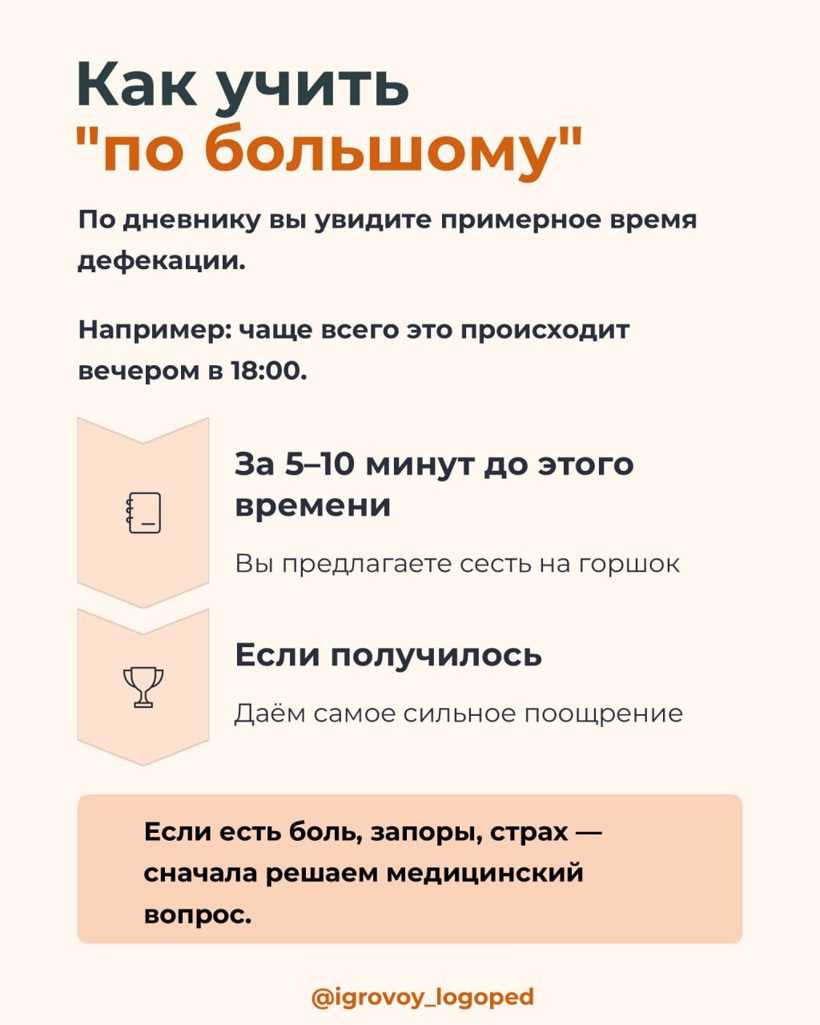 Как учить
"по большому"
По дневнику вы увидите примерное время
дефекации.
Например: чаще всего это происходит
вечером в 18:00.
За 5–10 минут до этого
времени
Вы предлагаете сесть на горшок
Если получилось
Даём самое сильное поощрение
Если есть боль, запоры, страх —
сначала решаем медицинский
вопрос.
@igrovoy_logoped